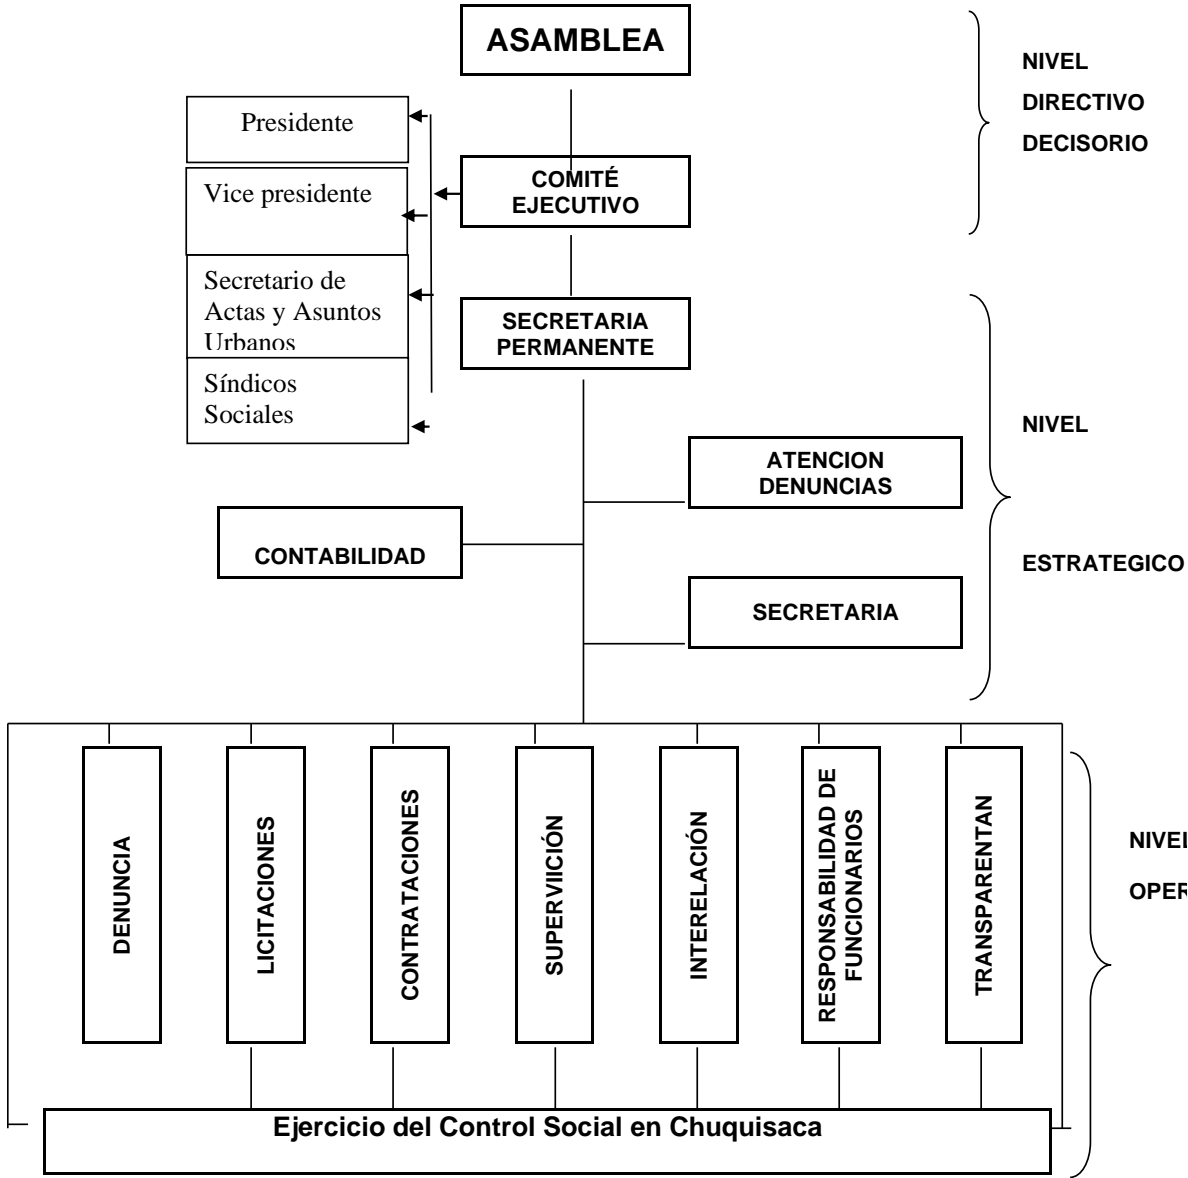 ASAMBLEA
NIVEL
DIRECTIVO
DECISORIO
Presidente
Vice presidente
COMITÉ
EJECUTIVO
Secretario de
Actas y Asuntos
Urbanos
SECRETARIA
PERMANENTE
Síndicos
Sociales
NIVEL
ESTRATEGICO
ATENCION
DENUNCIAS
CONTABILIDAD
SECRETARIA
DENUNCIA
LICITACIONES
CONTRATACIONES
SUPERVIICIÓN
INTERELACIÓN
RESPONSABILIDAD DE
FUNCIONARIOS
TRANSPARENTAN
NIVEL
OPER
Ejercicio del Control Social en Chuquisaca